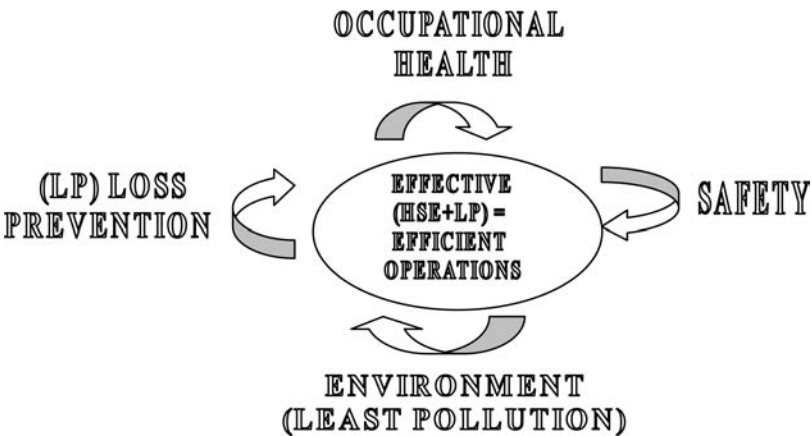 OCCUPATIONAL
HEALTH
(LP) LOSS
PREVENTION
EFFECTIVE
(HSE+LP) =
EFFICIENT
OPERATIONS
SAFETY
ENVIRONMENT
(LEAST POLLUTION)